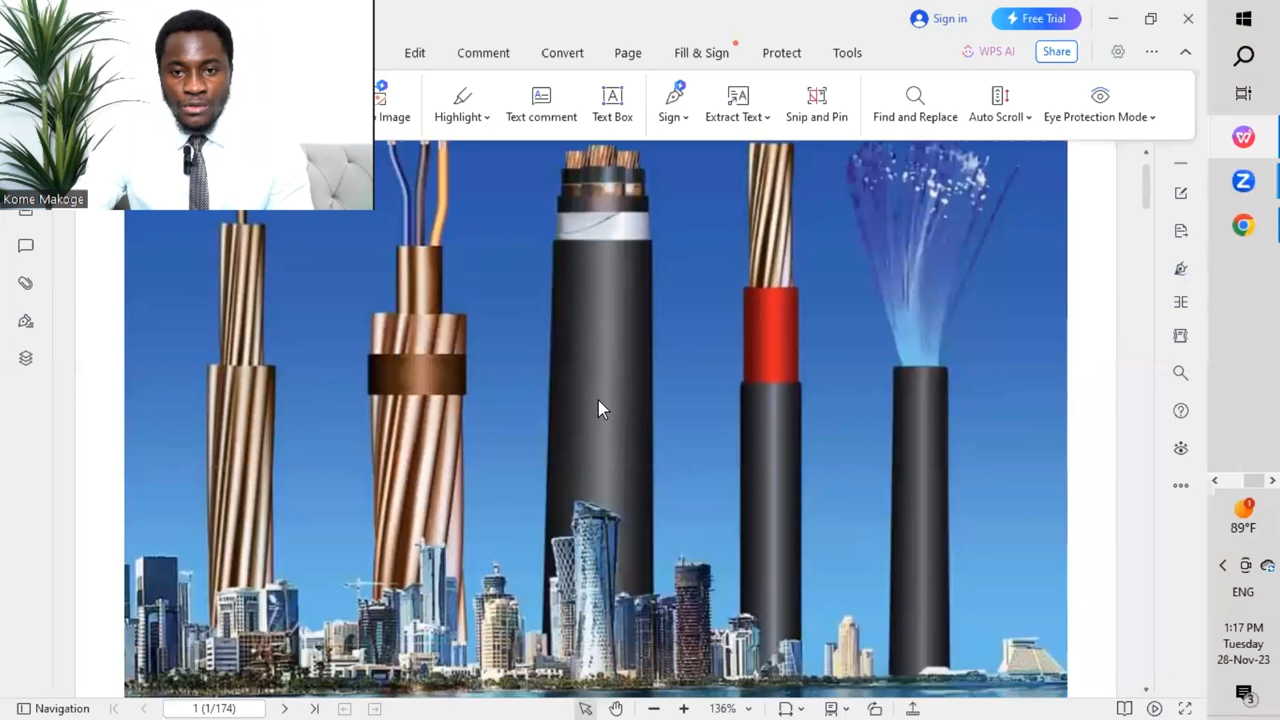 Sign in
Free Trial
Edit
Comment
Convert
Page
Fill & Sign
Protect
Tools
WPS AI
Share
Image
Highlight
Text comment
Text Box
Sign
Extract Text
Snip and Pin
Find and Replace
Auto Scroll
Eye Protection Mode
Kome Makoge
89°F
ENG
1:17 PM
Tuesday
28-Nov-23
3
Navigation
1 (1/174)
136%